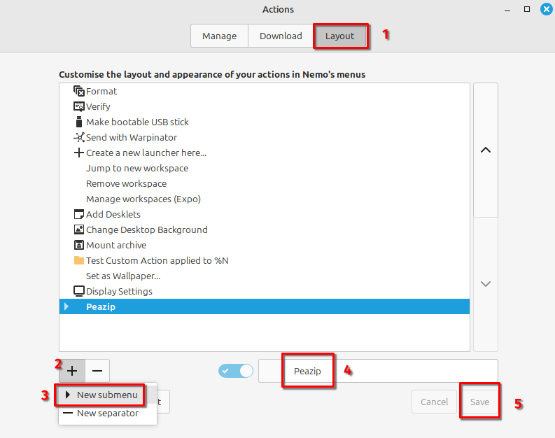 Actions
Manage
Download
Layout
1
Customise the layout and appearance of your actions in Nemo's menus
Format
Verify
Make bootable USB stick
Send with Warpinator
Create a new launcher here...
Jump to new workspace
Remove workspace
Manage workspaces (Expo)
Add Desklets
Change Desktop Background
Mount archive
Test Custom Action applied to %N
Set as Wallpaper...
Display Settings
Peazip
2
Peazip
4
3
New submenu
New separator
t
Cancel
Save
5